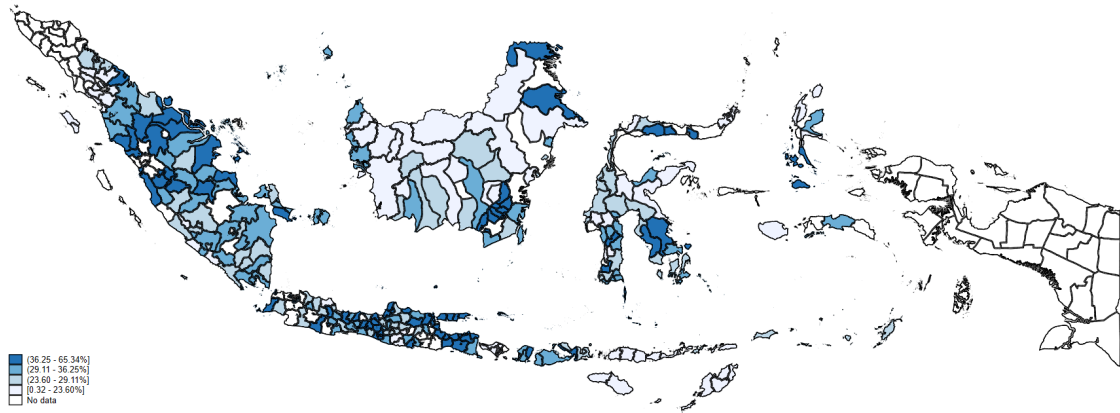 (36.25 - 65.34%]
(29.11 - 36.25%]
(23.60 - 29.11%]
[0.32 - 23.60%]
No data